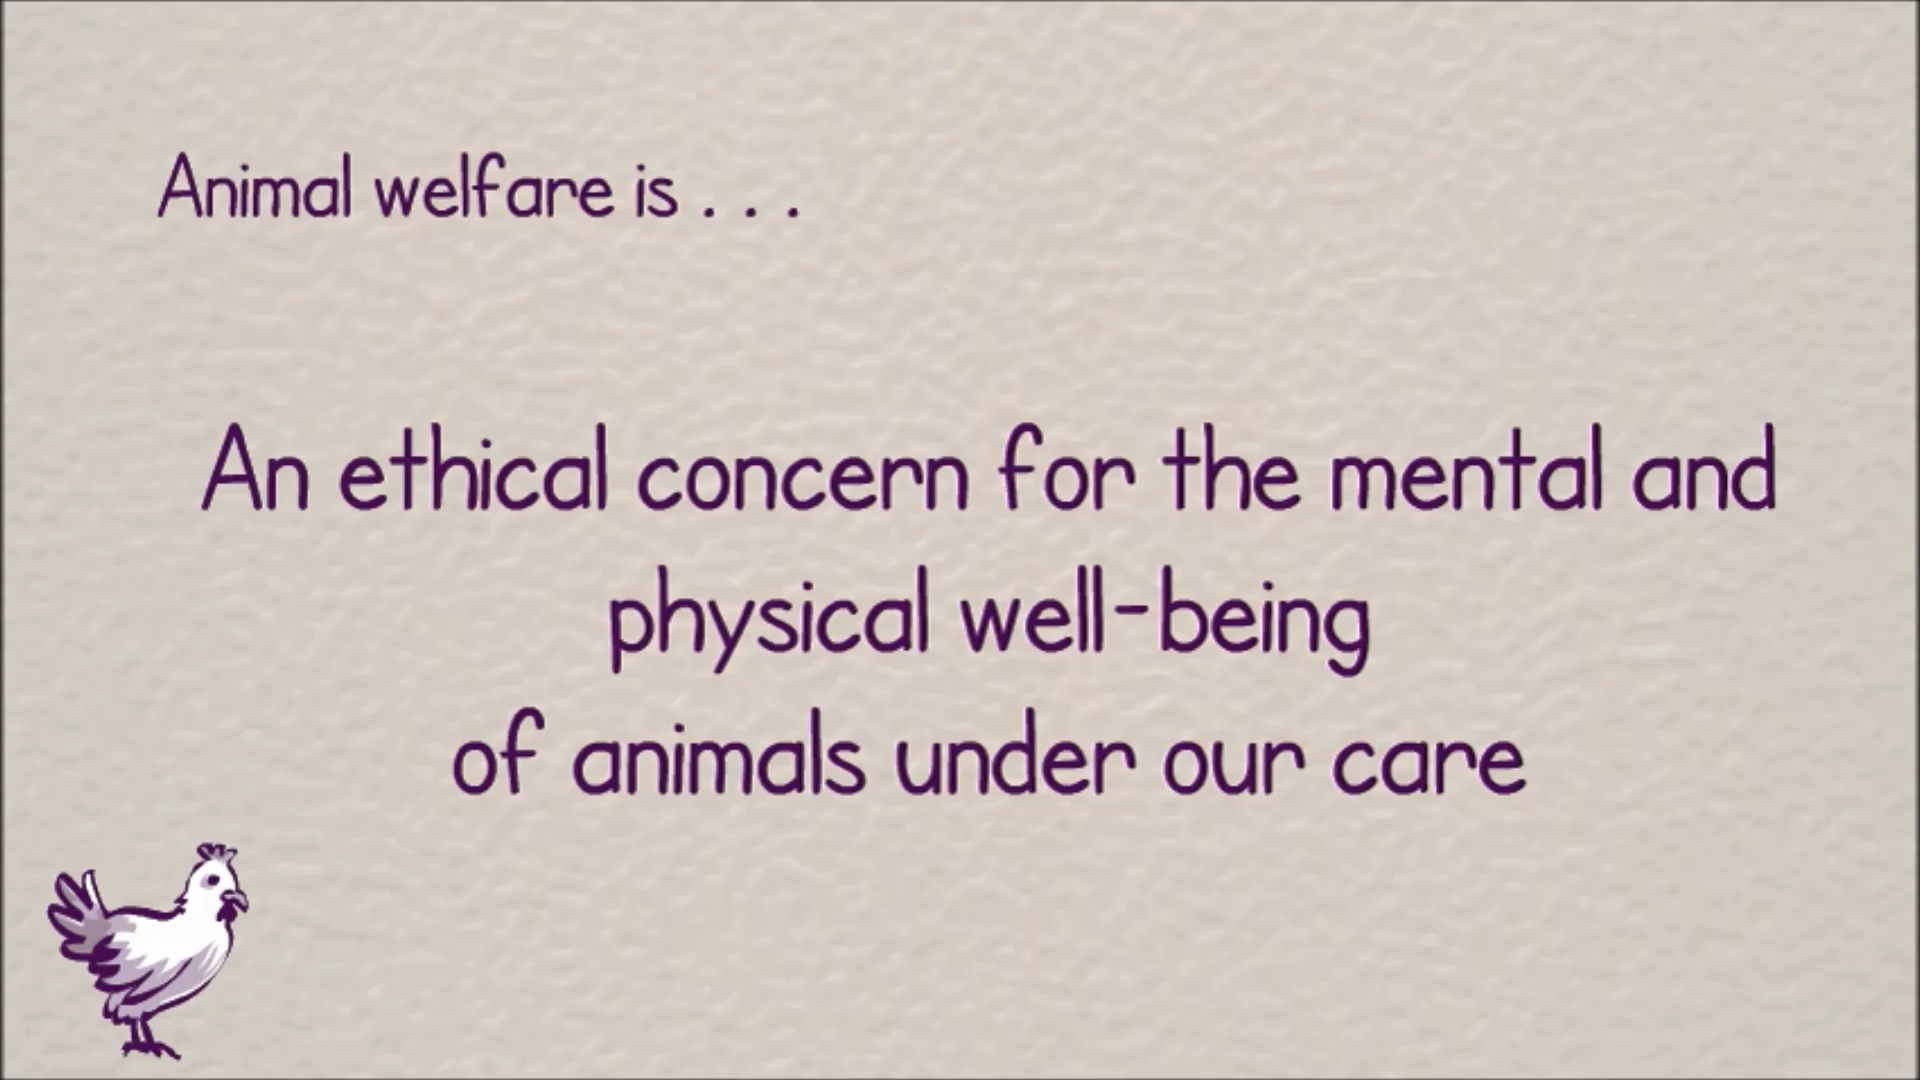 Animal welfare is . . .
An ethical concern for the mental and
physical well-being
of animals under our care